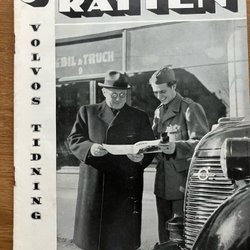 RATTEN
VOLVOS TIDNING
BIL & TRUCK